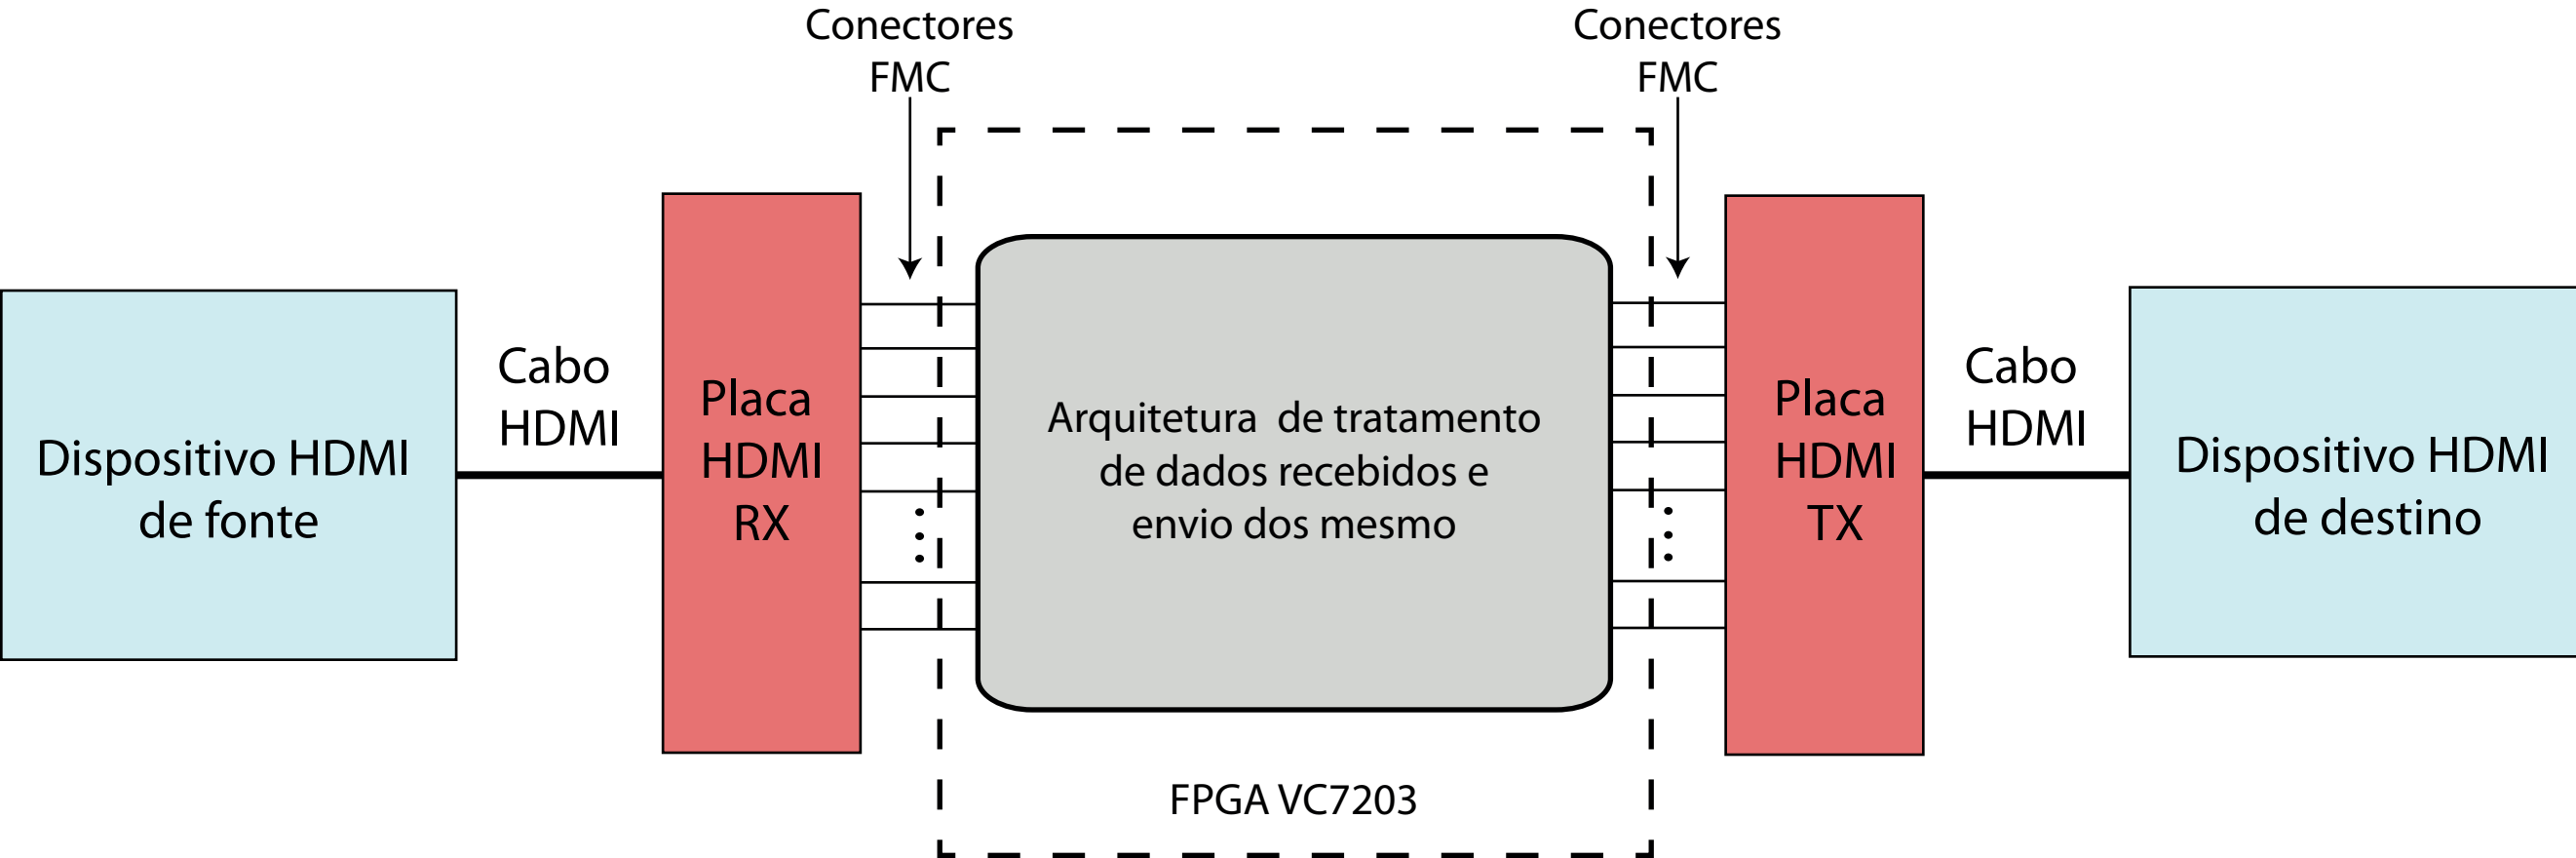 Conectores
FMC
Conectores
FMC
Dispositivo HDMI
de fonte
Cabo
HDMI
Placa
HDMI
RX
Arquitetura de tratamento
de dados recebidos e
envio dos mesmo
Placa
HDMI
TX
Cabo
HDMI
Dispositivo HDMI
de destino
FPGA VC7203